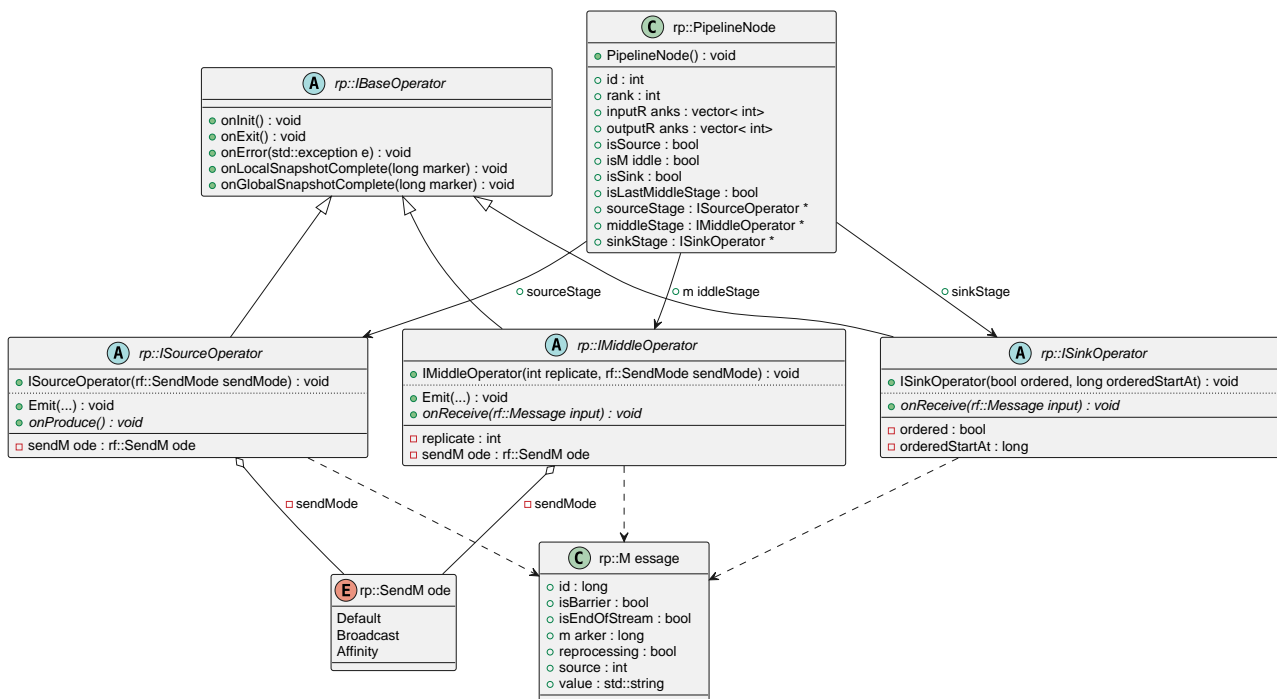 C rp::PipelineNode
PipelineNode() : void
id : int
rank : int
inputR anks : vector< int>
outputR anks : vector< int>
isSource : bool
isM iddle : bool
isSink : bool
isLastMiddleStage : bool
sourceStage : ISourceOperator *
middleStage : IMiddleOperator *
sinkStage : ISinkOperator *
A rp::IBaseOperator
onInit() : void
onExit() : void
onError(std::exception e) : void
onLocalSnapshotComplete(long marker) : void
onGlobalSnapshotComplete(long marker) : void
sourceStage
m iddleStage
sinkStage
A rp::ISourceOperator
ISourceOperator(rf::SendMode sendMode) : void
Emit(...) : void
onProduce() : void
sendM ode : rf::SendM ode
A rp::IMiddleOperator
IMiddleOperator(int replicate, rf::SendMode sendMode) : void
Emit(...) : void
onReceive(rf::Message input) : void
replicate : int
sendM ode : rf::SendM ode
A rp::ISinkOperator
ISinkOperator(bool ordered, long orderedStartAt) : void
onReceive(rf::Message input) : void
ordered : bool
orderedStartAt : long
sendMode
sendMode
E rp::SendM ode
Default
Broadcast
Affinity
C rp::M essage
id : long
isBarrier : bool
isEndOfStream : bool
m arker : long
reprocessing : bool
source : int
value : std::string